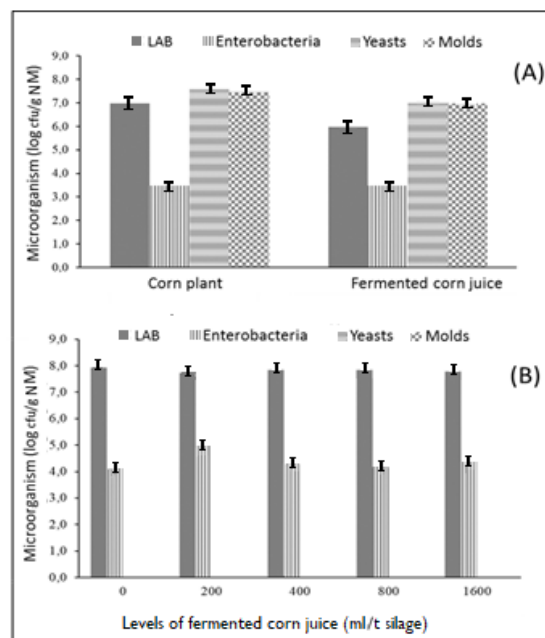 LAB Enterobacteria Yeasts Molds
(A)
Microorganism (log cfu/g NM)
9,0
8,0
7,0
6,0
5,0
4,0
3,0
2,0
1,0
0,0
Corn plant Fermented corn juice
LAB Enterobacteria Yeasts Molds
(B)
Microorganism (log cfu/g NM)
9,0
8,0
7,0
6,0
5,0
4,0
3,0
2,0
1,0
0,0
0 200 400 800 1600
Levels of fermented corn juice (ml/t silage)